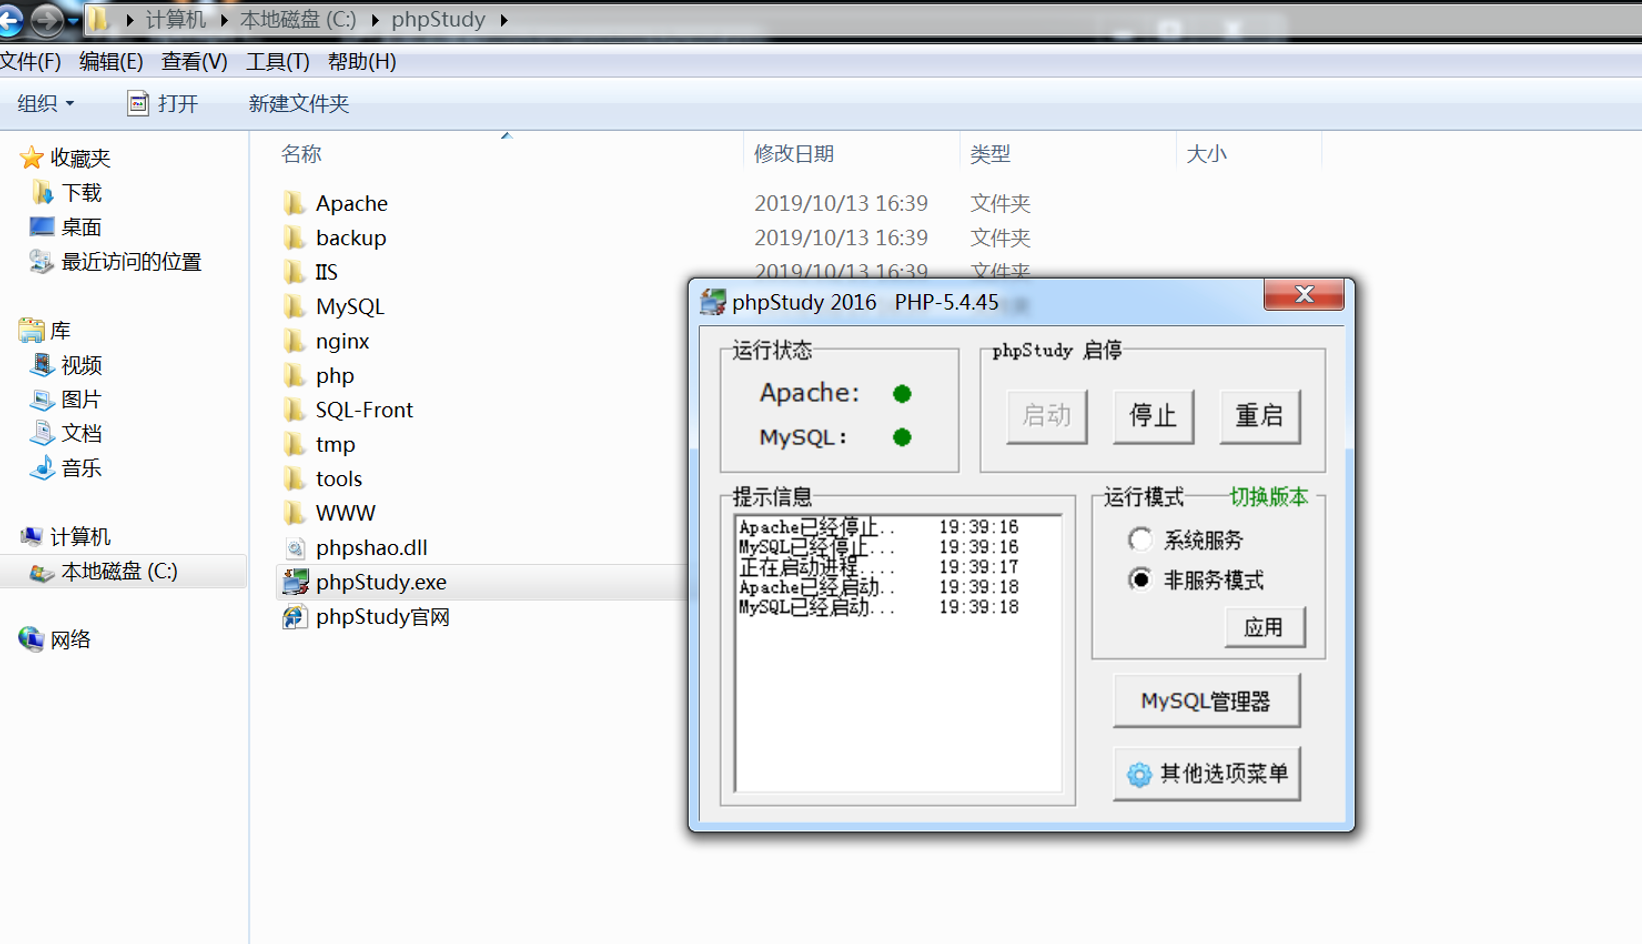 计算机 本地磁盘 (C:) phpStudy
文件(F) 编辑(E) 查看(V) 工具(T) 帮助(H)
组织 打开 新建文件夹
收藏夹
下载
桌面
最近访问的位置
库
视频
图片
文档
音乐
计算机
本地磁盘 (C:)
网络
名称 修改日期 类型 大小
Apache 2019/10/13 16:39 文件夹
backup 2019/10/13 16:39 文件夹
IIS 2019/10/13 16:39 文件夹
MySQL
nginx
php
SQL-Front
tmp
tools
WWW
phpshao.dll
phpStudy.exe
phpStudy官网
phpStudy 2016 PHP-5.4.45
运行状态
Apache:
MySQL:
phpStudy 启停
启动 停止 重启
提示信息
Apache已经停止.. 19:39:16
MySQL已经停止... 19:39:16
正在启动进程.... 19:39:17
Apache已经启动.. 19:39:18
MySQL已经启动... 19:39:18
运行模式 切换版本
系统服务
非服务模式
应用
MySQL管理器
其他选项菜单